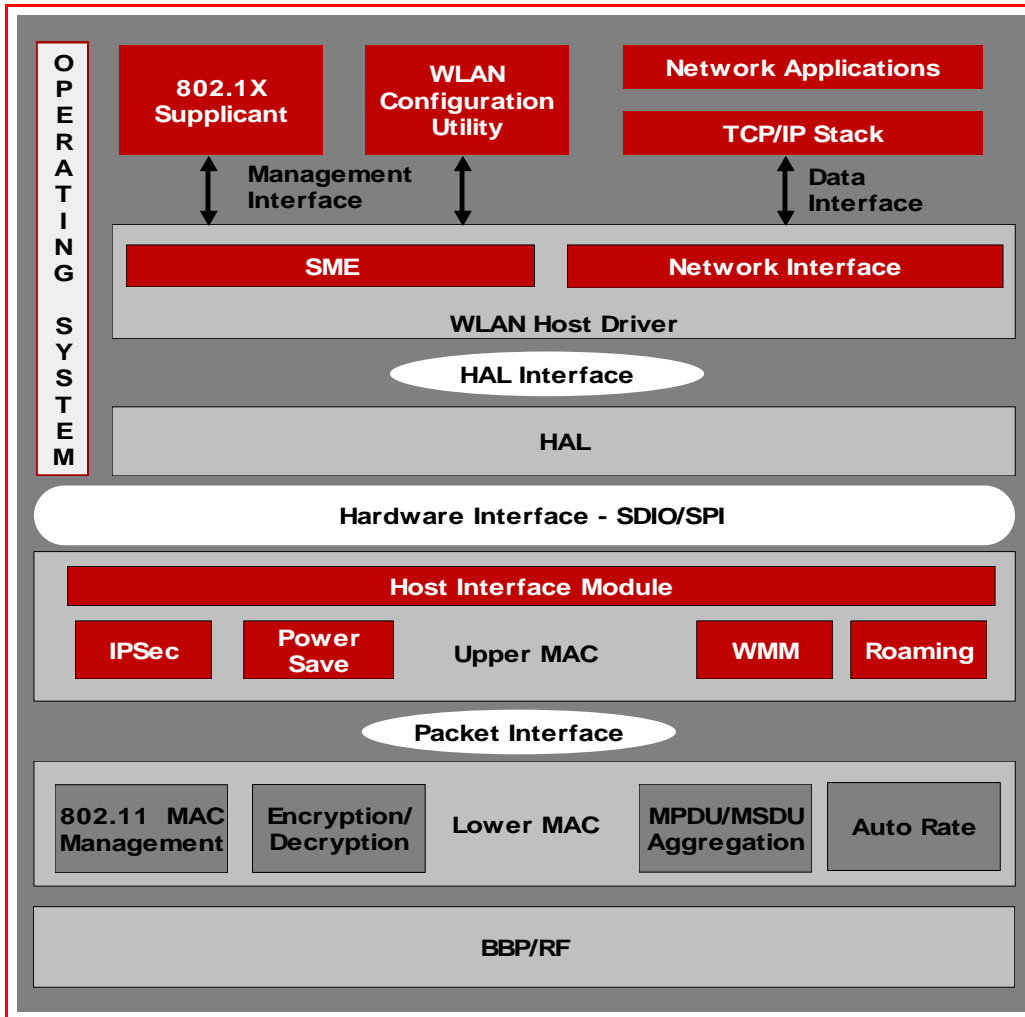 OPERATING SYSTEM
802.1X
Supplicant
WLAN
Configuration
Utility
Network Applications
TCP/IP Stack
Management
Interface
Data
Interface
SME
Network Interface
WLAN Host Driver
HAL Interface
HAL
Hardware Interface - SDIO/SPI
Host Interface Module
IPSec
Power
Save
Upper MAC
WMM
Roaming
Packet Interface
802.11 MAC
Management
Encryption/
Decryption
Lower MAC
MPDU/MSDU
Aggregation
Auto Rate
BBP/RF